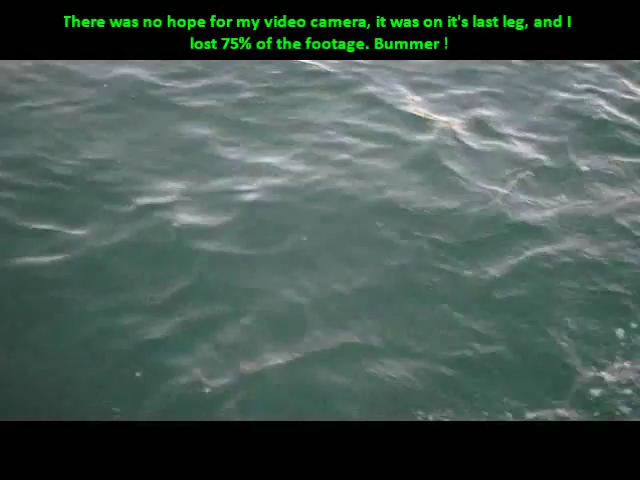 There was no hope for my video camera, it was on it's last leg, and I
lost 75% of the footage. Bummer !